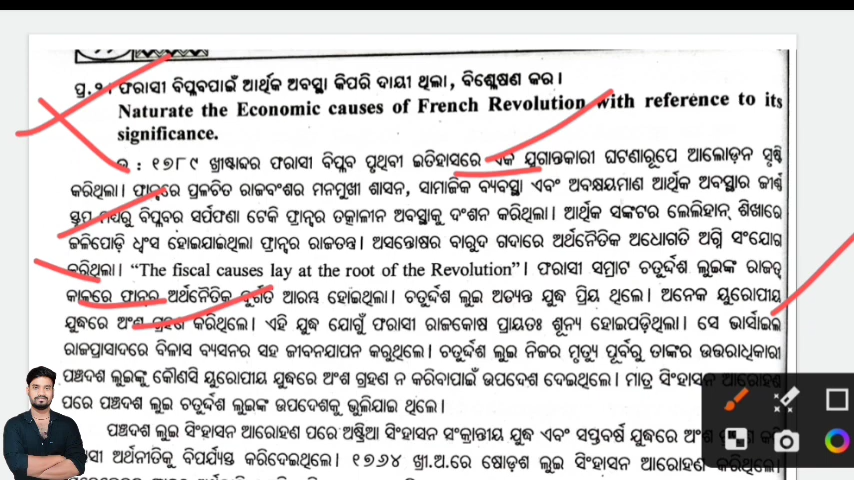 ପ୍ର.୨। ଫରାସୀ ବିପ୍ଳବପାଇଁ ଆର୍ଥିକ ଅବସ୍ଥା କିପରି ଦାୟୀ ଥିଲା, ବିଶ୍ଳେଷଣ କର।
Naturate the Economic causes of French Revolution with reference to its
significance.
ଉ : ୧୭୮୯ ଖ୍ରୀଷ୍ଟାବ୍ଦର ଫରାସୀ ବିପ୍ଳବ ପୃଥିବୀ ଇତିହାସରେ ଏକ ଯୁଗାନ୍ତକାରୀ ଘଟଣାରୂପେ ଆଲୋଡ଼ନ ସୃଷ୍ଟି
କରିଥିଲା। ଫ୍ରାନ୍ସରେ ପ୍ରଚଳିତ ରାଜବଂଶର ମନମୁଖୀ ଶାସନ, ସାମାଜିକ ବ୍ୟବସ୍ଥା ଏବଂ ଅବକ୍ଷୟମାଣ ଆର୍ଥିକ ଅବସ୍ଥାର ଜୀର୍ଣ୍ଣ
ବିପ୍ଳବର ସର୍ପଫଣା ଟେକି ଫ୍ରାନ୍ସର ତତ୍କାଳୀନ ଅବସ୍ଥାକୁ ଦଂଶନ କରିଥିଲା। ଆର୍ଥିକ ସଙ୍କଟର ଲେଲିହାନ୍ ଶିଖାରେ
ଜଳିପୋଡ଼ି ଧ୍ୱଂସ ହୋଇଯାଇଥିଲା ଫ୍ରାନ୍ସର ରାଜତନ୍ତ୍ର। ଅସନ୍ତୋଷର ବାରୁଦ ଗଦାରେ ଅର୍ଥନୈତିକ ଅଧୋଗତି ଅଗ୍ନି ସଂଯୋଗ
କରିଥିଲା। “The fiscal causes lay at the root of the Revolution”। ଫରାସୀ ସମ୍ରାଟ ଚତୁର୍ଦ୍ଦଶ ଲୁଇଙ୍କ ରାଜତ୍ୱ
କାଳରେ ଫ୍ରାନ୍ସର ଅର୍ଥନୈତିକ ଦୁର୍ଗତି ଆରମ୍ଭ ହୋଇଥିଲା। ଚତୁର୍ଦ୍ଦଶ ଲୁଇ ଅତ୍ୟନ୍ତ ଯୁଦ୍ଧ ପ୍ରିୟ ଥିଲେ। ଅନେକ ୟୁରୋପୀୟ
ଯୁଦ୍ଧରେ ଅଂଶ ଗ୍ରହଣ କରିଥିଲେ। ଏହି ଯୁଦ୍ଧ ଯୋଗୁଁ ଫରାସୀ ରାଜକୋଷ ପ୍ରାୟତଃ ଶୂନ୍ୟ ହୋଇପଡ଼ିଥିଲା। ସେ ଭାର୍ସାଇଲ
ରାଜପ୍ରାସାଦରେ ବିଳାସ ବ୍ୟସନର ସହ ଜୀବନଯାପନ କରୁଥିଲେ। ଚତୁର୍ଦ୍ଦଶ ଲୁଇ ନିଜର ମୃତ୍ୟୁ ପୂର୍ବରୁ ତାଙ୍କର ଉତ୍ତରାଧିକାରୀ
ପଞ୍ଚଦଶ ଲୁଇଙ୍କୁ କୌଣସି ୟୁରୋପୀୟ ଯୁଦ୍ଧରେ ଅଂଶ ଗ୍ରହଣ ନ କରିବାପାଇଁ ଉପଦେଶ ଦେଇଥିଲେ। ମାତ୍ର ସିଂହାସନ ଆରୋହଣ
ପରେ ପଞ୍ଚଦଶ ଲୁଇ ଚତୁର୍ଦ୍ଦଶ ଲୁଇଙ୍କ ଉପଦେଶକୁ ଭୁଲିଯାଇ ଥିଲେ।
ପଞ୍ଚଦଶ ଲୁଇ ସିଂହାସନ ଆରୋହଣ ପରେ ଅଷ୍ଟ୍ରିଆ ସିଂହାସନ ସଂକ୍ରାନ୍ତୀୟ ଯୁଦ୍ଧ ଏବଂ ସପ୍ତବର୍ଷ ଯୁଦ୍ଧରେ ଅଂଶ
ଅର୍ଥନୀତିକୁ ବିପର୍ଯ୍ୟସ୍ତ କରିଦେଇଥିଲେ। ୧୭୬୪ ଖ୍ରୀ.ଅ.ରେ ଷୋଡ଼ଶ ଲୁଇ ସିଂହାସନ ଆରୋହଣ କରିଥିଲେ।